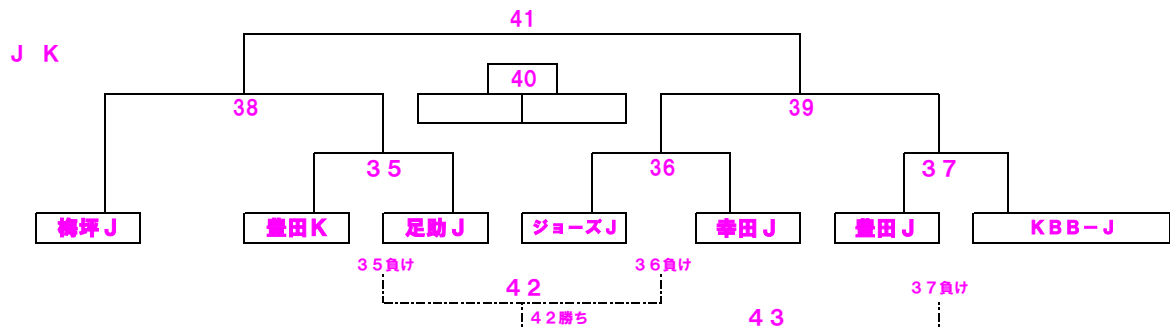 41
Ｊ Ｋ
40
38
39
３５
36
３７
梅坪Ｊ
豊田Ｋ
足助Ｊ
ジョーズＪ
幸田Ｊ
豊田Ｊ
ＫＢＢ－Ｊ
３５負け
３６負け
４２
３７負け
４２勝ち
４３